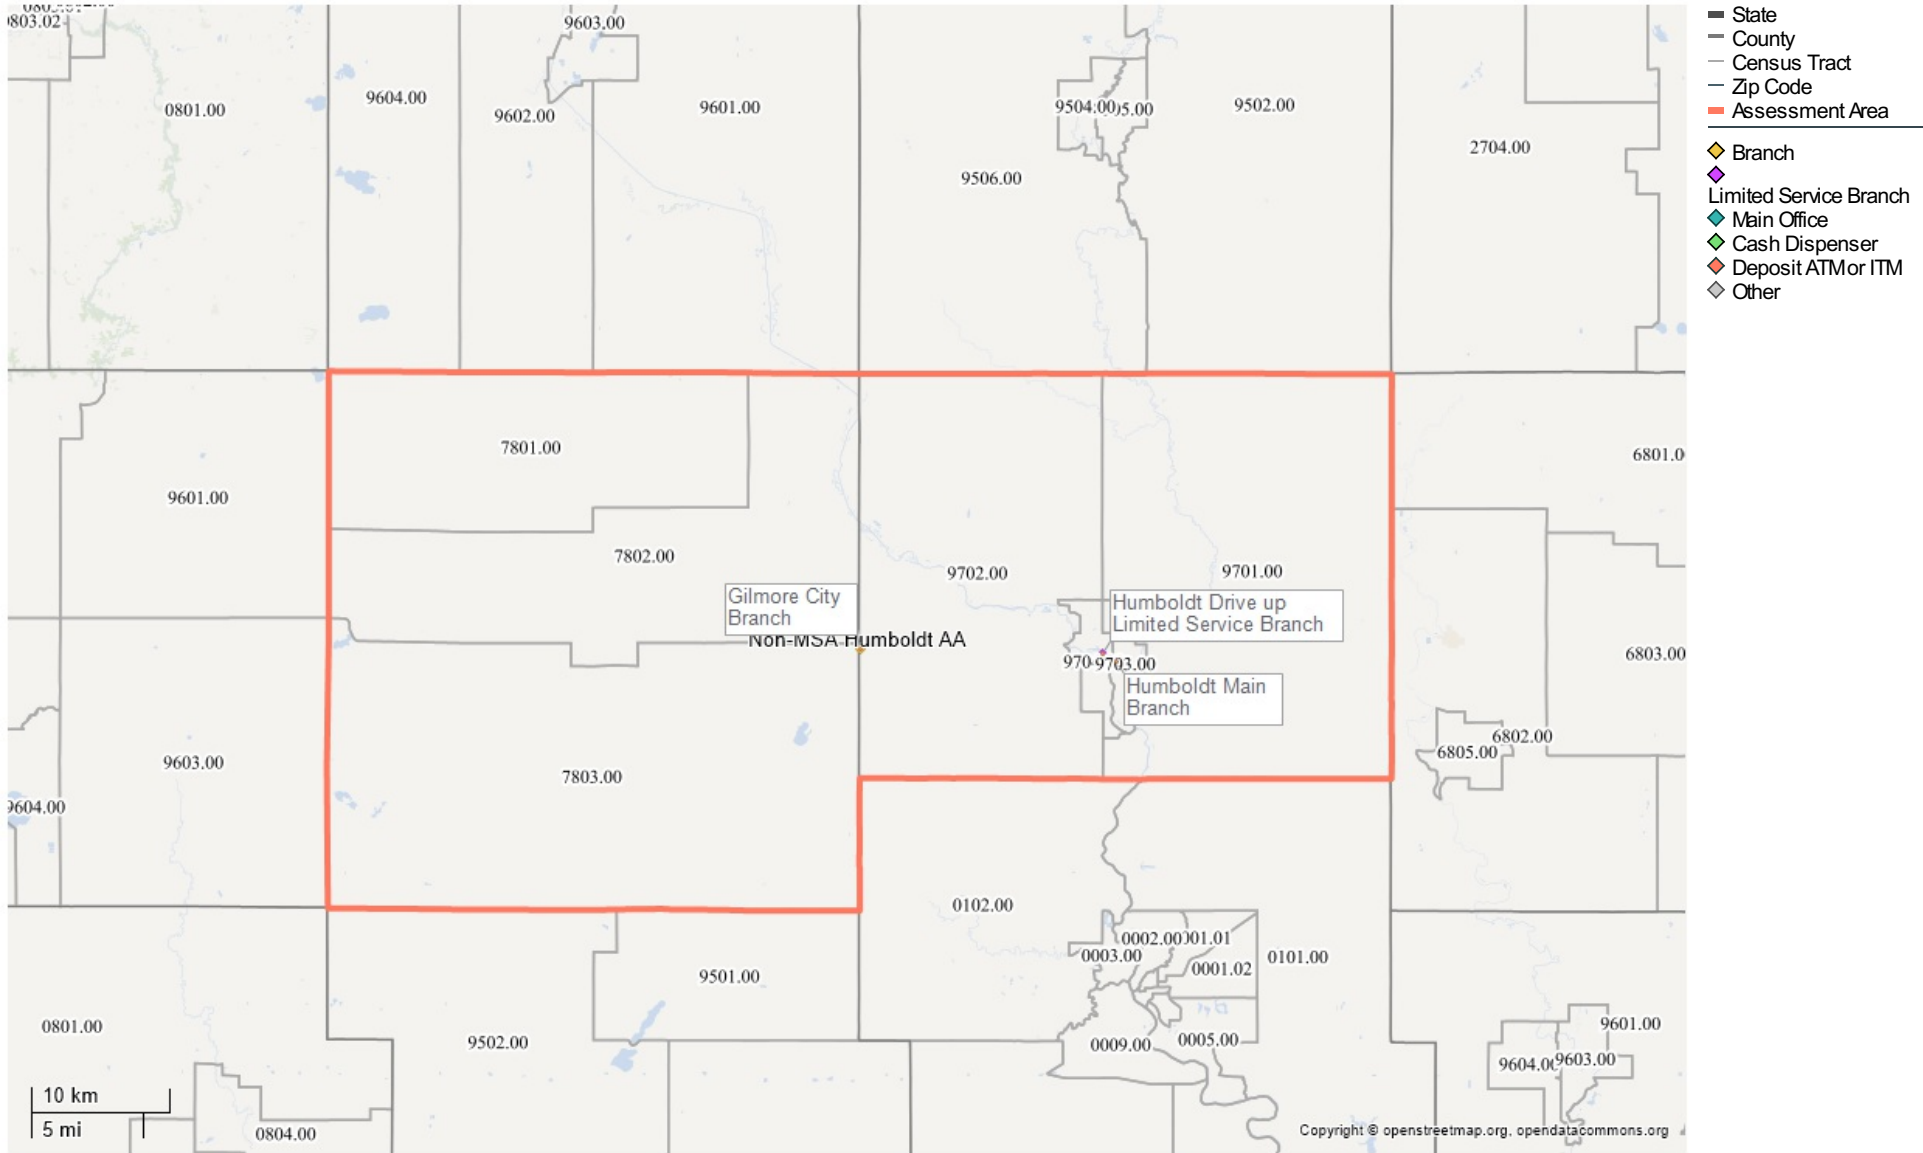 9803.02
9603.00
0801.00
9604.00
9602.00
9601.00
9504.00
9502.00
9506.00
2704.00
State
County
Census Tract
Zip Code
Assessment Area
Branch
Limited Service Branch
Main Office
Cash Dispenser
Deposit ATM or ITM
Other
7801.00
9601.00
6801.0
7802.00
9702.00
9701.00
Gilmore City
Branch
Humboldt Drive up
Limited Service Branch
Non-MSA Humboldt AA
970
9703.00
6803.00
Humboldt Main
Branch
6802.00
6805.00
9603.00
7803.00
9604.00
0102.00
0002.00
001.01
0003.00
0001.02
0101.00
9501.00
0801.00
9502.00
0009.00
0005.00
9601.00
9604.00
9603.00
10 km
5 mi
0804.00
Copyright © openstreetmap.org, opendatacommons.org